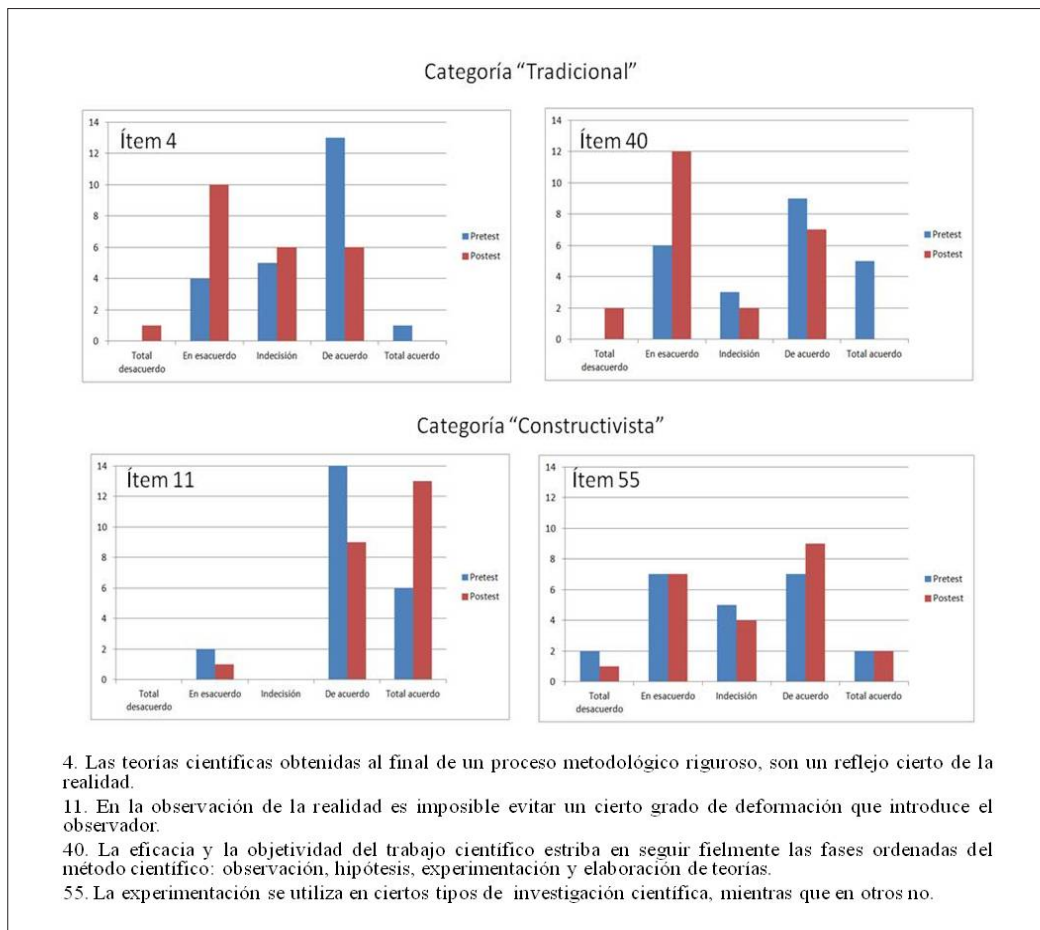 Categoría “Tradicional”
Ítem 4
14
12
10
8
6
4
2
0
Total desacuerdo
En esacuerdo
Indecisión
De acuerdo
Total acuerdo
Pretest
Postest
Ítem 40
14
12
10
8
6
4
2
0
Total desacuerdo
En esacuerdo
Indecisión
De acuerdo
Total acuerdo
Pretest
Postest
Categoría “Constructivista”
Ítem 11
14
12
10
8
6
4
2
0
Total desacuerdo
En esacuerdo
Indecisión
De acuerdo
Total acuerdo
Pretest
Postest
Ítem 55
14
12
10
8
6
4
2
0
Total desacuerdo
En esacuerdo
Indecisión
De acuerdo
Total acuerdo
Pretest
Postest
4. Las teorías científicas obtenidas al final de un proceso metodológico riguroso, son un reflejo cierto de la
realidad.
11. En la observación de la realidad es imposible evitar un cierto grado de deformación que introduce el
observador.
40. La eficacia y la objetividad del trabajo científico estriba en seguir fielmente las fases ordenadas del
método científico: observación, hipótesis, experimentación y elaboración de teorías.
55. La experimentación se utiliza en ciertos tipos de investigación científica, mientras que en otros no.